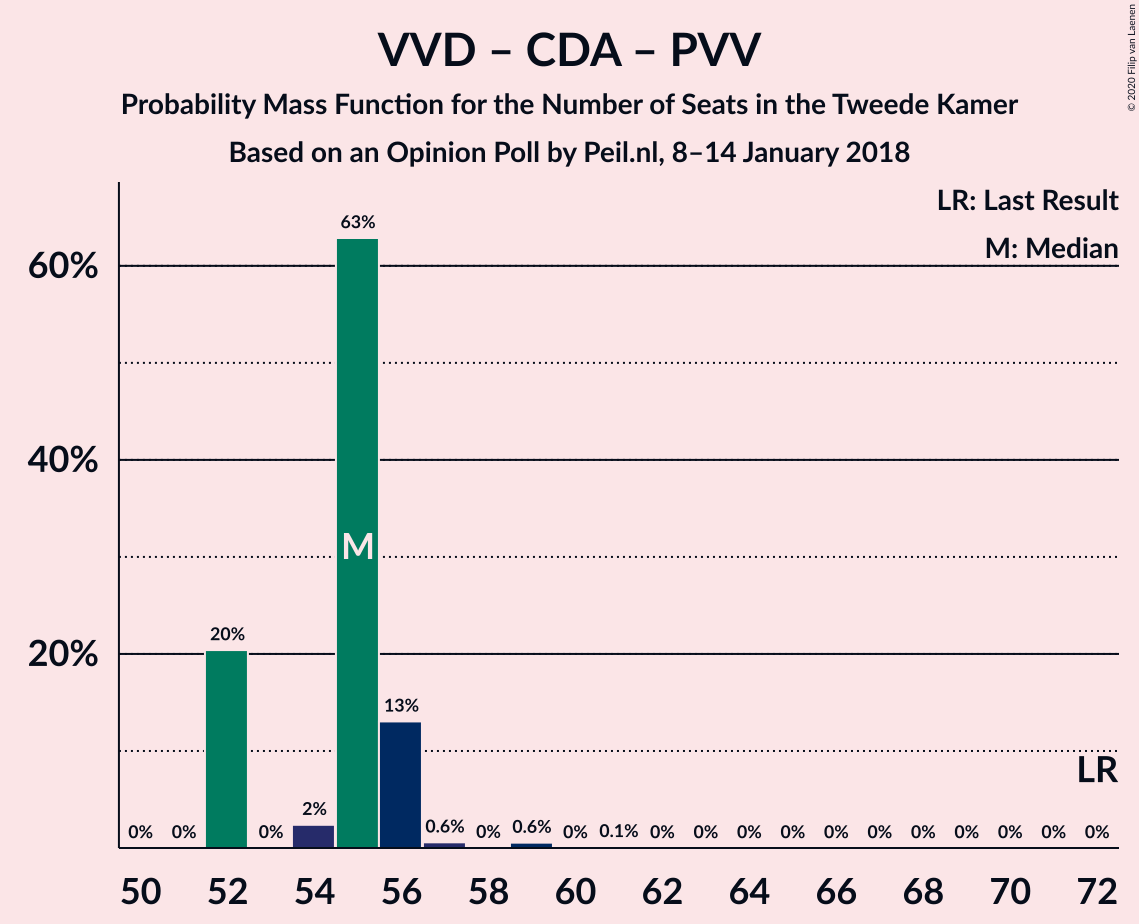 VVD – CDA – PVV
Probability Mass Function for the Number of Seats in the Tweede Kamer
Based on an Opinion Poll by Peil.nl, 8–14 January 2018
© 2020 Filip van Laenen
LR: Last Result
M: Median
60%
40%
20%
0% 0% 20% 0% 2% 63% 13% 0.6% 0% 0.6% 0% 0.1% 0% 0% 0% 0% 0% 0% 0% 0% 0% 0% 0%
M
LR
50 52 54 56 58 60 62 64 66 68 70 72